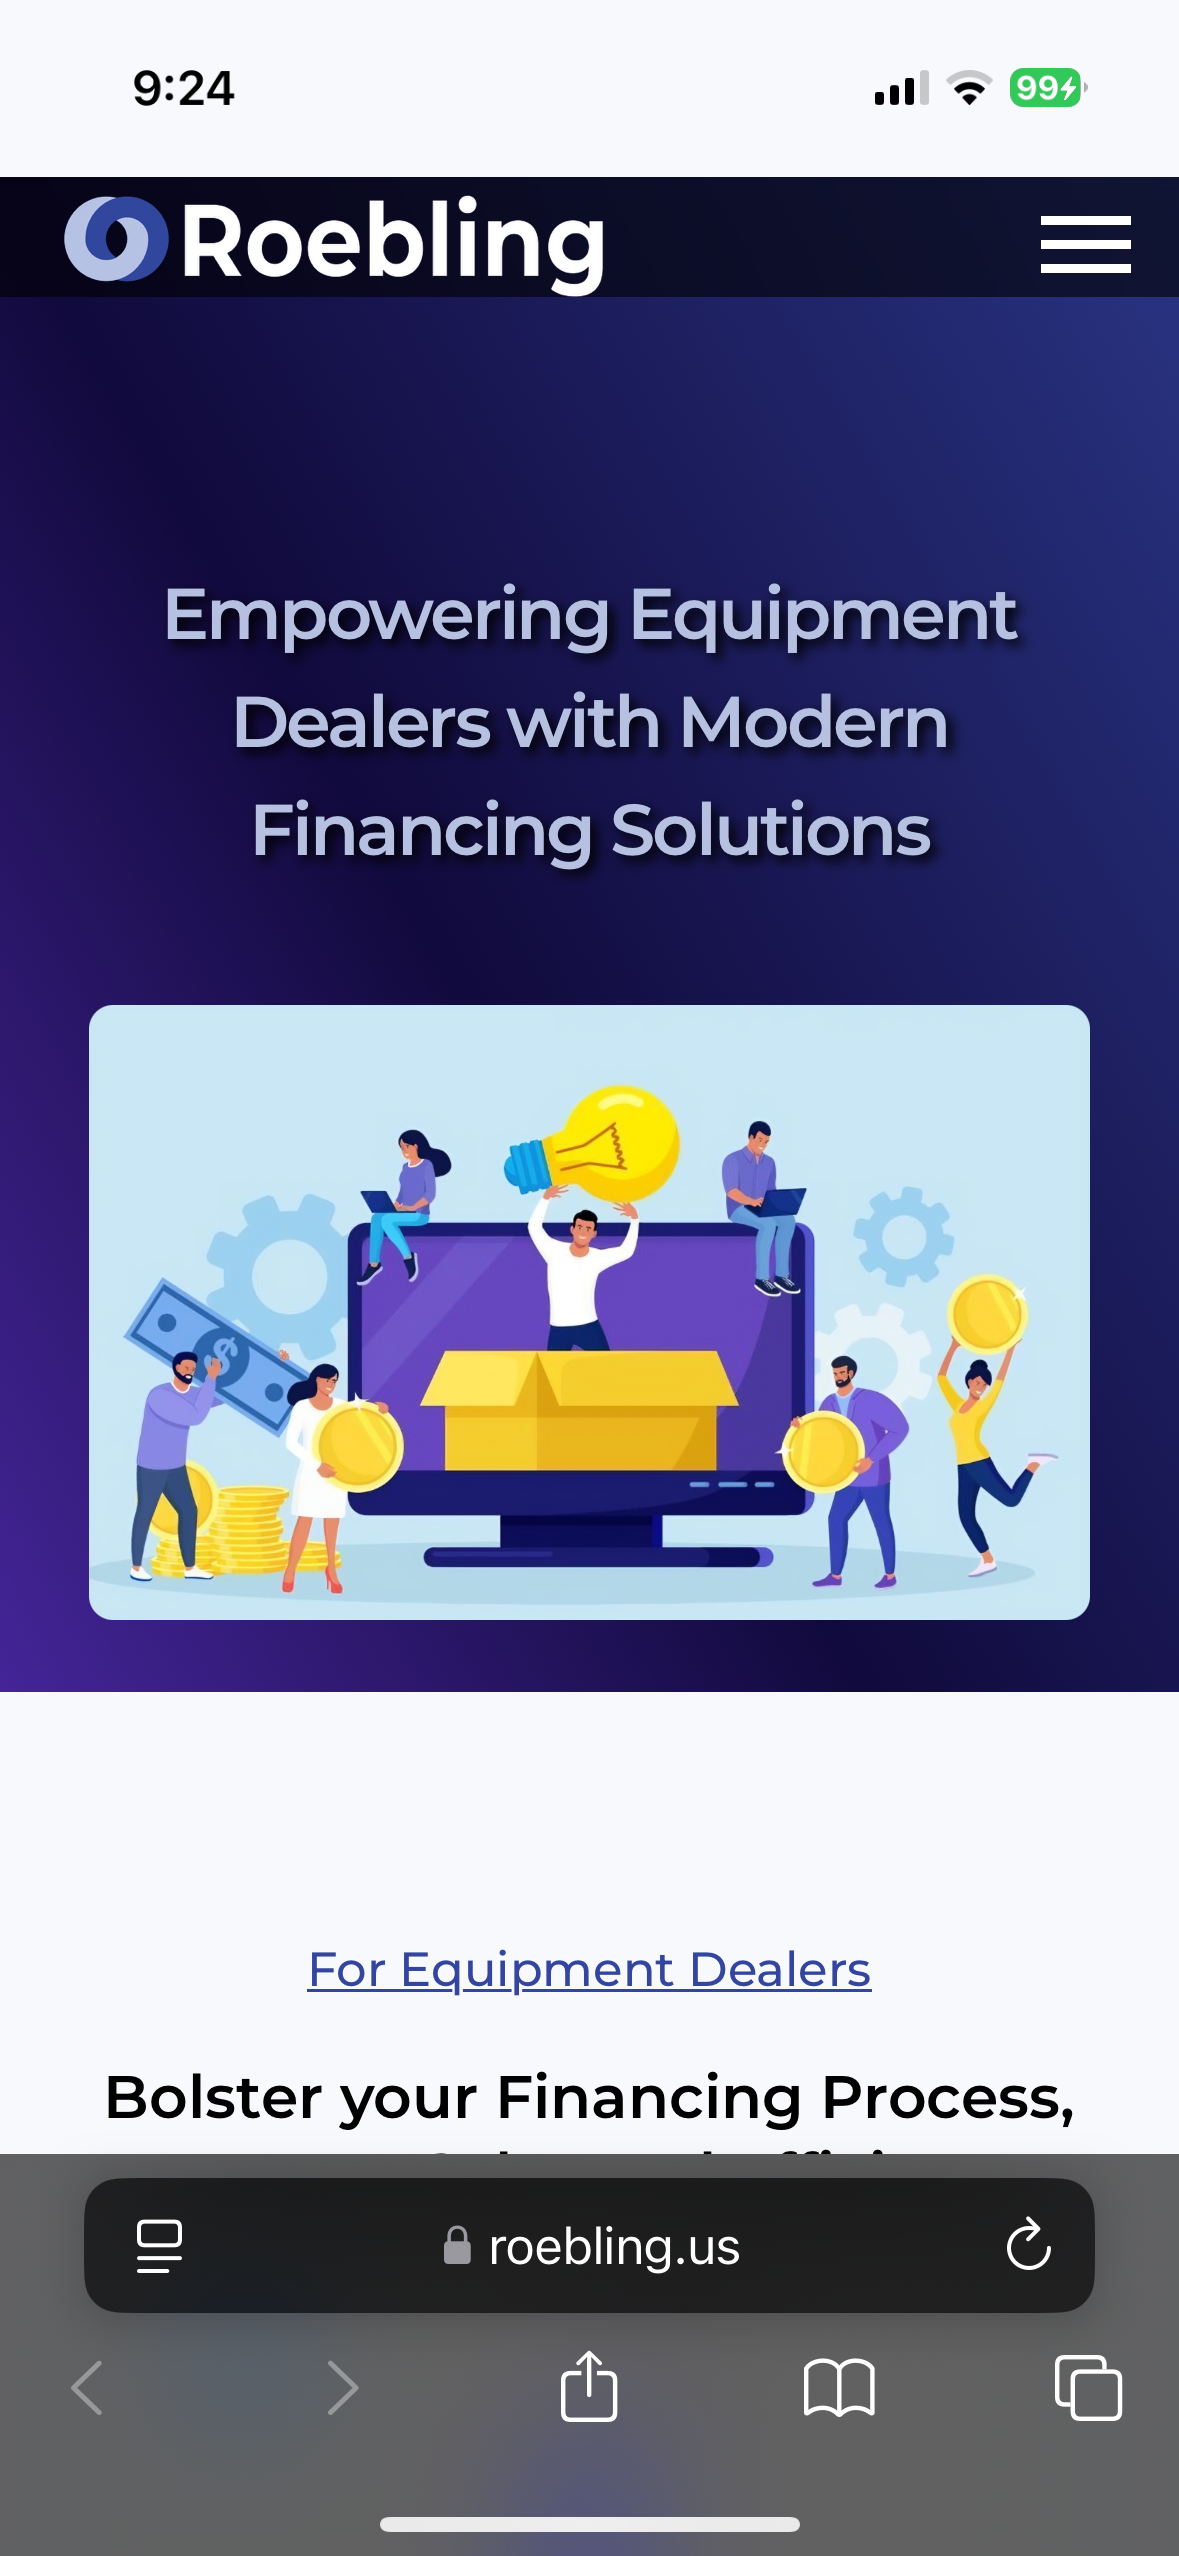 9:24
99
Roebling
Empowering Equipment
Dealers with Modern
Financing Solutions
$
For Equipment Dealers
Bolster your Financing Process,
roebling.us